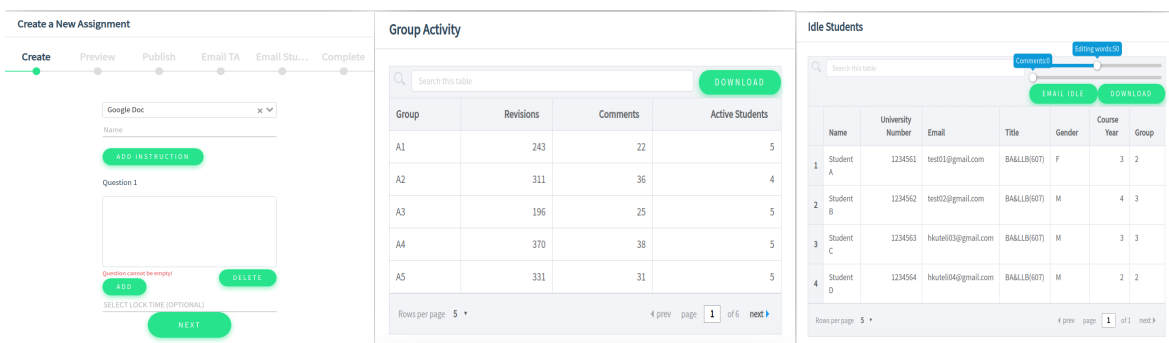 Create a New Assignment
Create Preview Publish Email TA Email Stu... Complete
Google Doc
Name
ADD INSTRUCTION
Question 1
Question cannot be empty!
DELETE
ADD
SELECT LOCK TIME (OPTIONAL)
NEXT
Group Activity
Search this table
DOWNLOAD
Group Revisions Comments Active Students
A1 243 22 5
A2 311 36 4
A3 196 25 5
A4 370 38 5
A5 331 31 5
Rows per page 5 prev page 1 of 6 next
Idle Students
Editing words:50
Comments:0
Search this table
EMAIL IDLE DOWNLOAD
Name University Number Email Title Gender Course Year Group
1 Student A 1234561 test01@gmail.com BA&LLB(607) F 3 2
2 Student B 1234562 test02@gmail.com BA&LLB(607) M 4 3
3 Student C 1234563 hkuteli03@gmail.com BA&LLB(607) M 3 3
4 Student D 1234564 hkuteli04@gmail.com BA&LLB(607) M 2 2
Rows per page 5 prev page 1 of 1 next